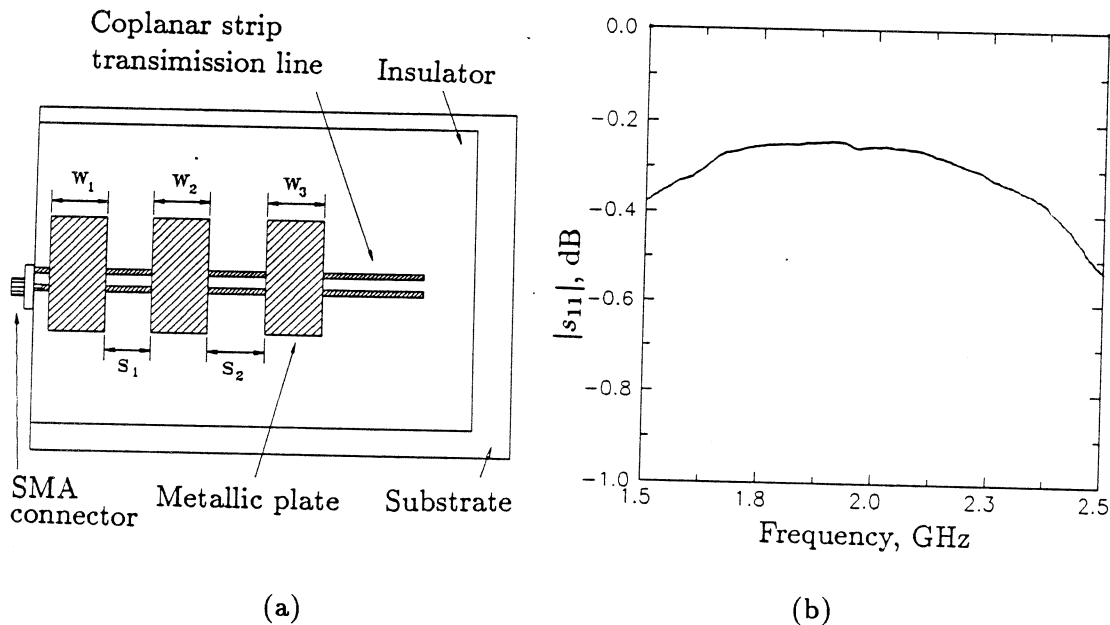 Coplanar strip
transimission line
Insulator
W1
W2
W3
S1
S2
SMA
connector
Metallic plate
Substrate
(a)
0.0
−0.2
−0.4
−0.6
−0.8
−1.0
|s11|, dB
1.5
1.8
2.0
2.3
2.5
Frequency, GHz
(b)